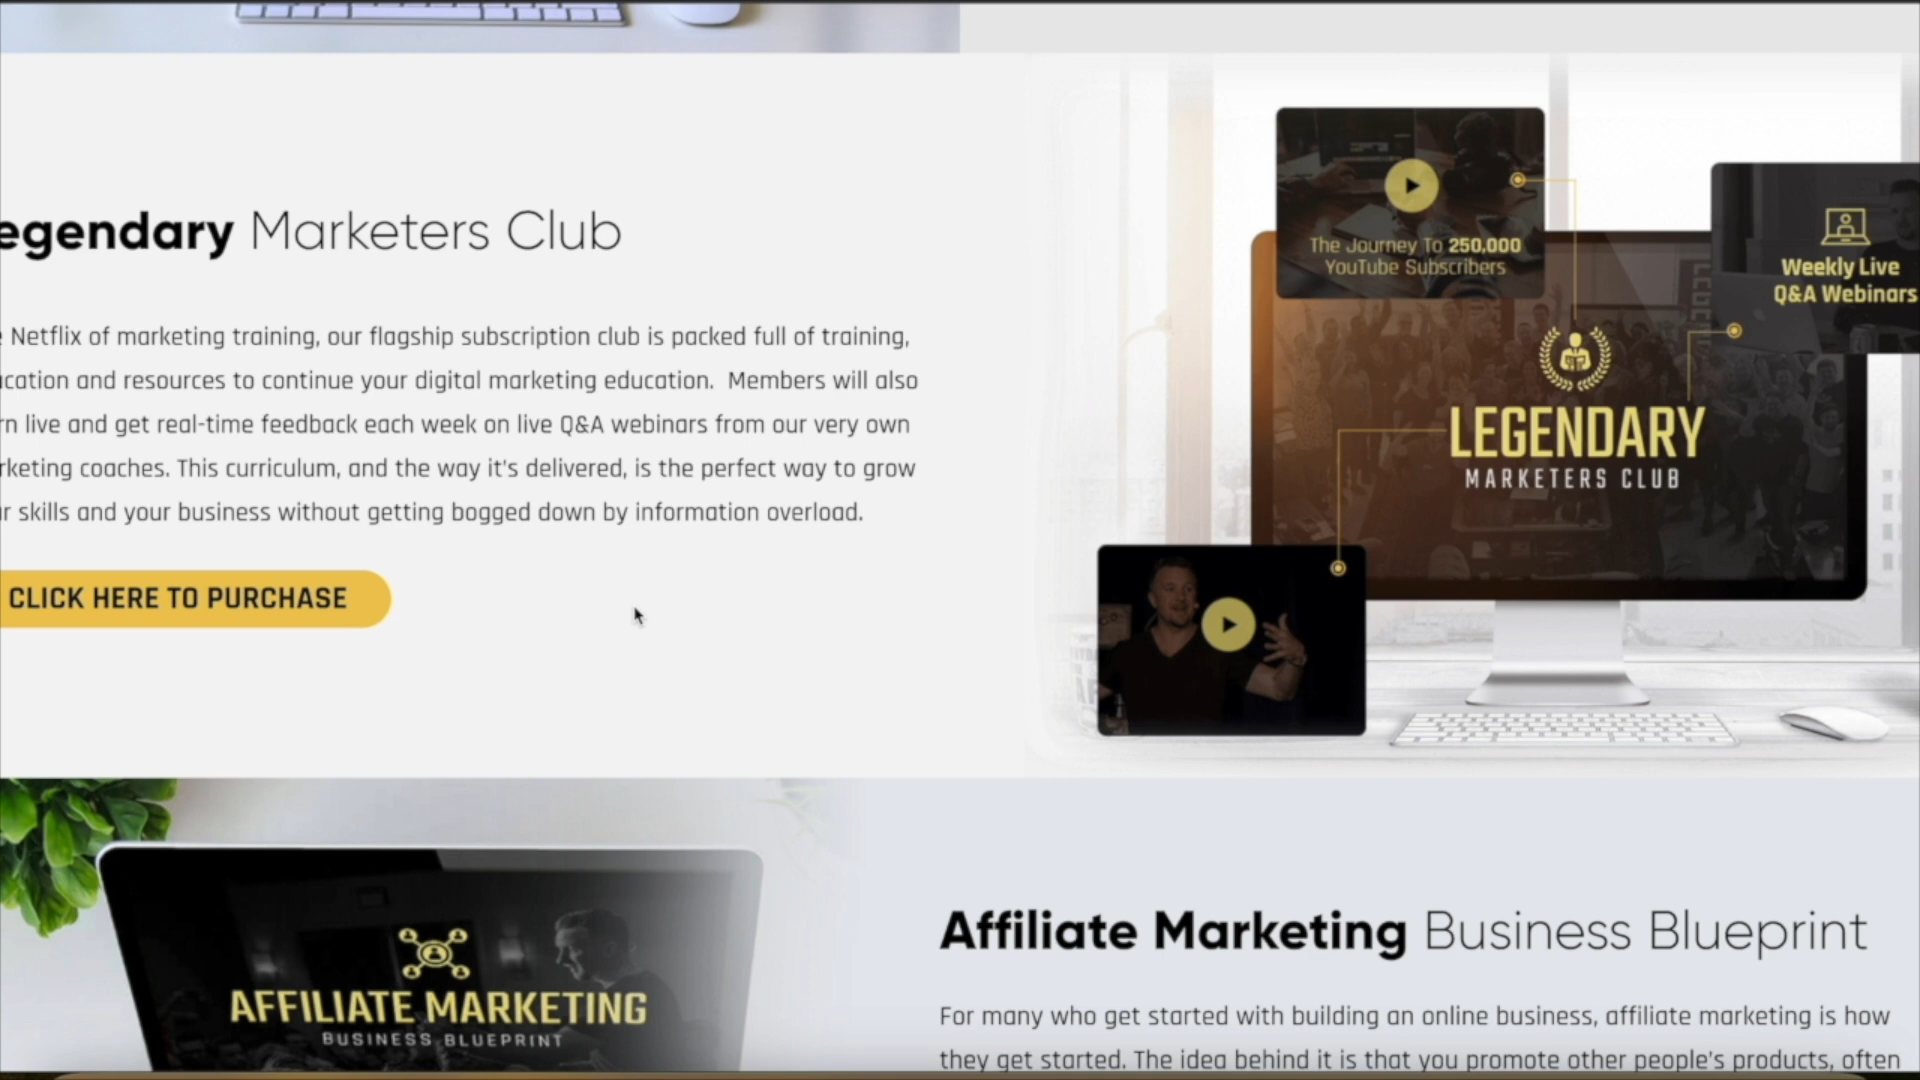 egendary Marketers Club
Netflix of marketing training, our flagship subscription club is packed full of training,
cation and resources to continue your digital marketing education. Members will also
rn live and get real-time feedback each week on live Q&A webinars from our very own
rketing coaches. This curriculum, and the way it's delivered, is the perfect way to grow
r skills and your business without getting bogged down by information overload.
CLICK HERE TO PURCHASE
The Journey To 250,000
YouTube Subscribers
Weekly Live
Q&A Webinars
LEGENDARY
MARKETERS CLUB
AFFILIATE MARKETING
BUSINESS BLUEPRINT
Affiliate Marketing Business Blueprint
For many who get started with building an online business, affiliate marketing is how
they get started. The idea behind it is that you promote other people's products, often